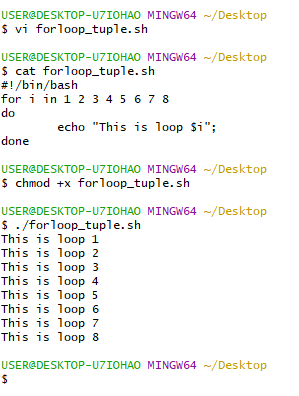 USER@DESKTOP-U7IOHAO MINGW64 ~/Desktop
$ vi forloop_tuple.sh
USER@DESKTOP-U7IOHAO MINGW64 ~/Desktop
$ cat forloop_tuple.sh
#!/bin/bash
for i in 1 2 3 4 5 6 7 8
do
        echo "This is loop $i";
done
USER@DESKTOP-U7IOHAO MINGW64 ~/Desktop
$ chmod +x forloop_tuple.sh
USER@DESKTOP-U7IOHAO MINGW64 ~/Desktop
$ ./forloop_tuple.sh
This is loop 1
This is loop 2
This is loop 3
This is loop 4
This is loop 5
This is loop 6
This is loop 7
This is loop 8
USER@DESKTOP-U7IOHAO MINGW64 ~/Desktop
$